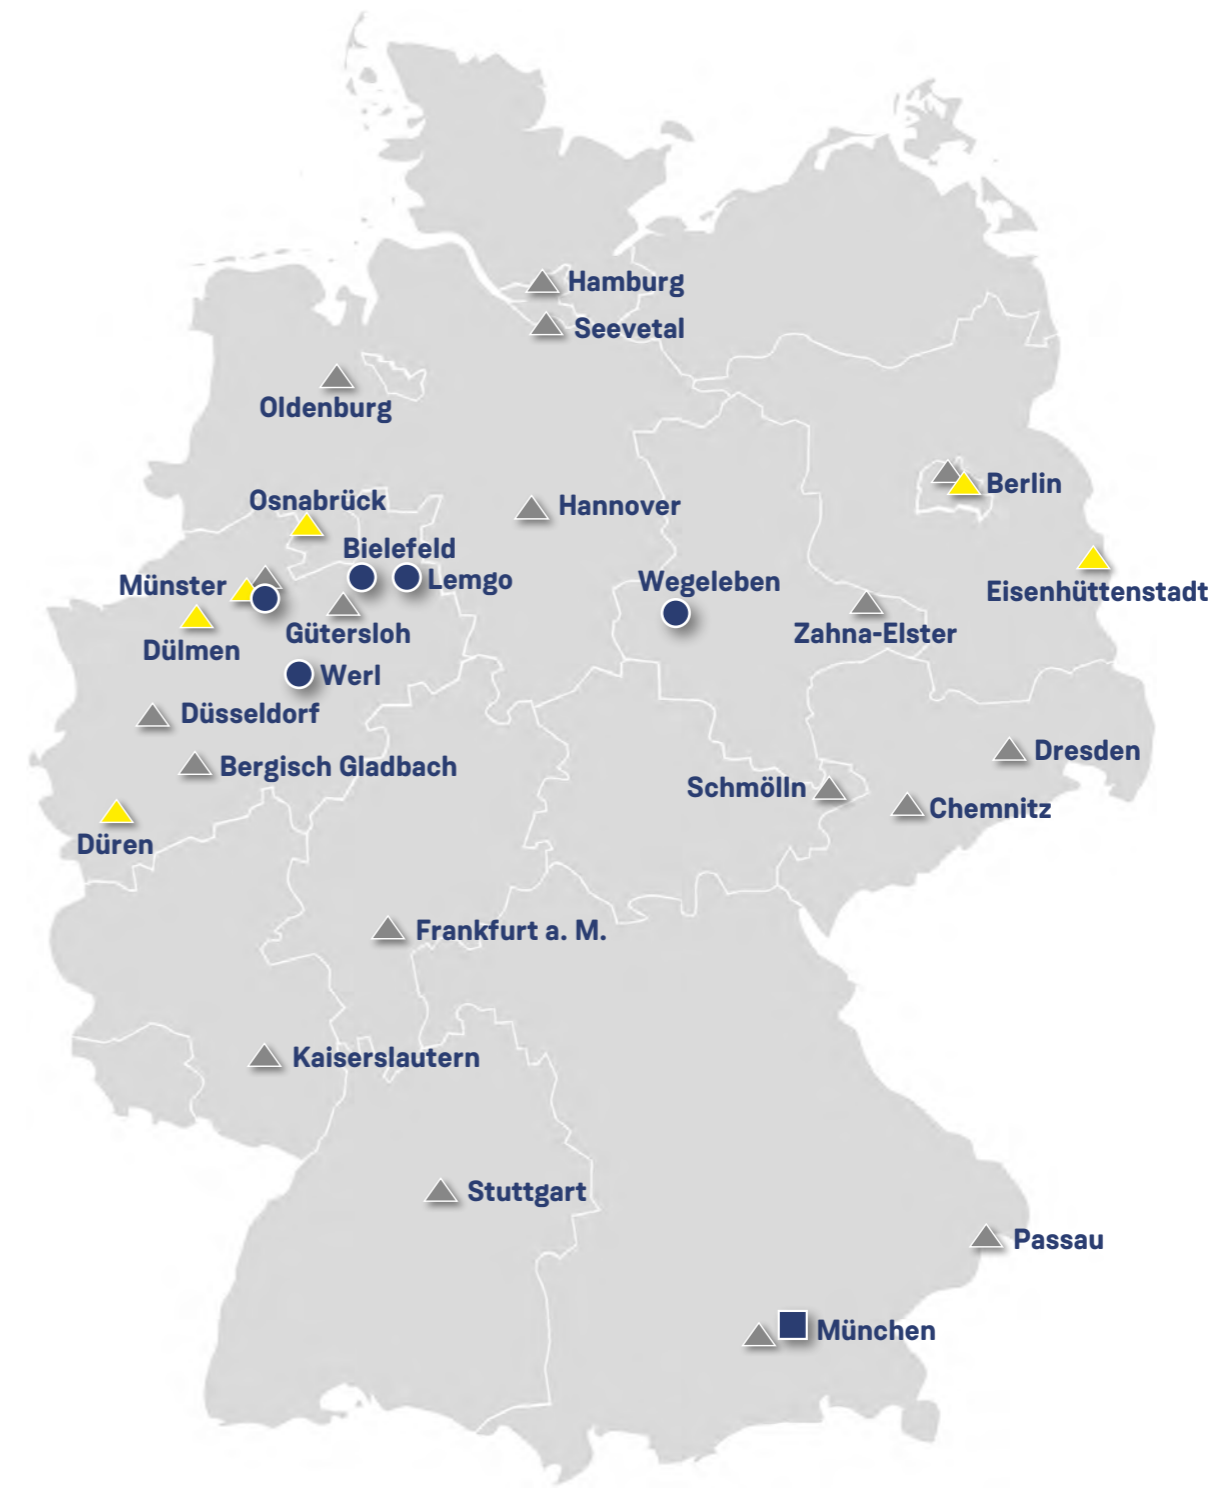 Hamburg
Seevetal
Oldenburg
Berlin
Osnabrück
Hannover
Bielefeld
Münster
Lemgo
Wegeleben
Eisenhüttenstadt
Gütersloh
Zahna-Elster
Dülmen
Werl
Düsseldorf
Dresden
Bergisch Gladbach
Schmölln
Chemnitz
Düren
Frankfurt a. M.
Kaiserslautern
Stuttgart
Passau
München